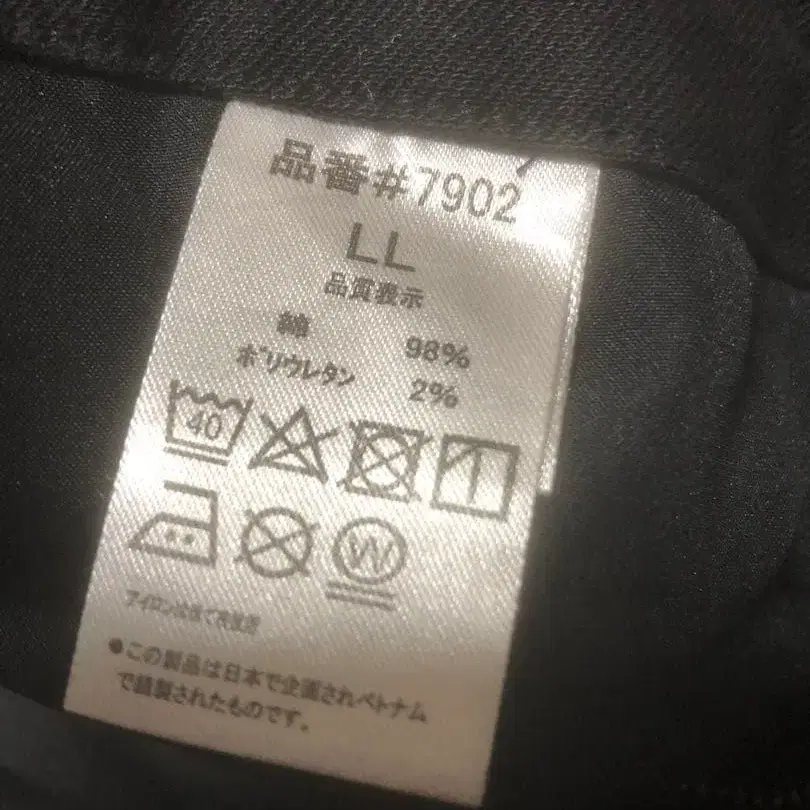 品番#7902
LL
品質表示
綿 98%
ポリウレタン 2%
40
W
アイロンは当て布使用
●この製品は日本で企画されベトナム
で縫製されたものです。